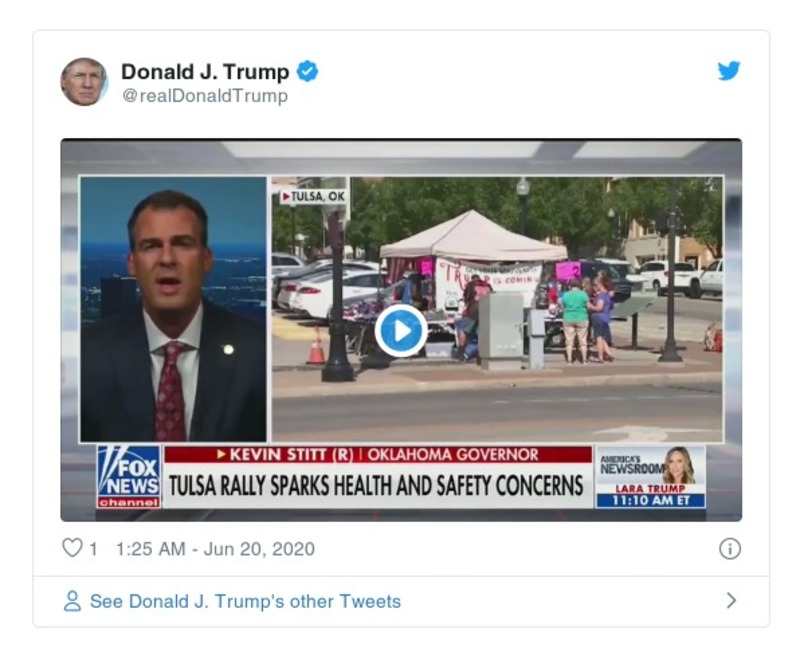 Donald J. Trump
@realDonaldTrump
TULSA, OK
TRUMP
IS COMING
KEVIN STITT (R) | OKLAHOMA GOVERNOR
FOX
NEWS
channel
TULSA RALLY SPARKS HEALTH AND SAFETY CONCERNS
AMERICA'S
NEWSROOM
LARA TRUMP
11:10 AM ET
1 1:25 AM - Jun 20, 2020
See Donald J. Trump's other Tweets